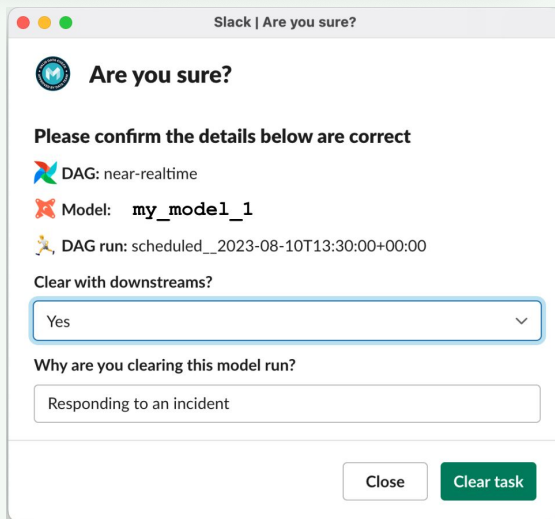 Slack | Are you sure?
Are you sure?
Please confirm the details below are correct
DAG: near-realtime
Model: my_model_1
DAG run: scheduled__2023-08-10T13:30:00+00:00
Clear with downstreams?
Yes
Why are you clearing this model run?
Responding to an incident
Close
Clear task